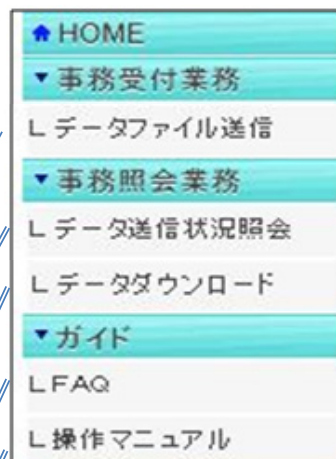 HOME
▼事務受付業務
Lデータファイル送信
▼事務照会業務
Lデータ送信状況照会
Lデータダウンロード
▼ガイド
LFAQ
L操作マニュアル